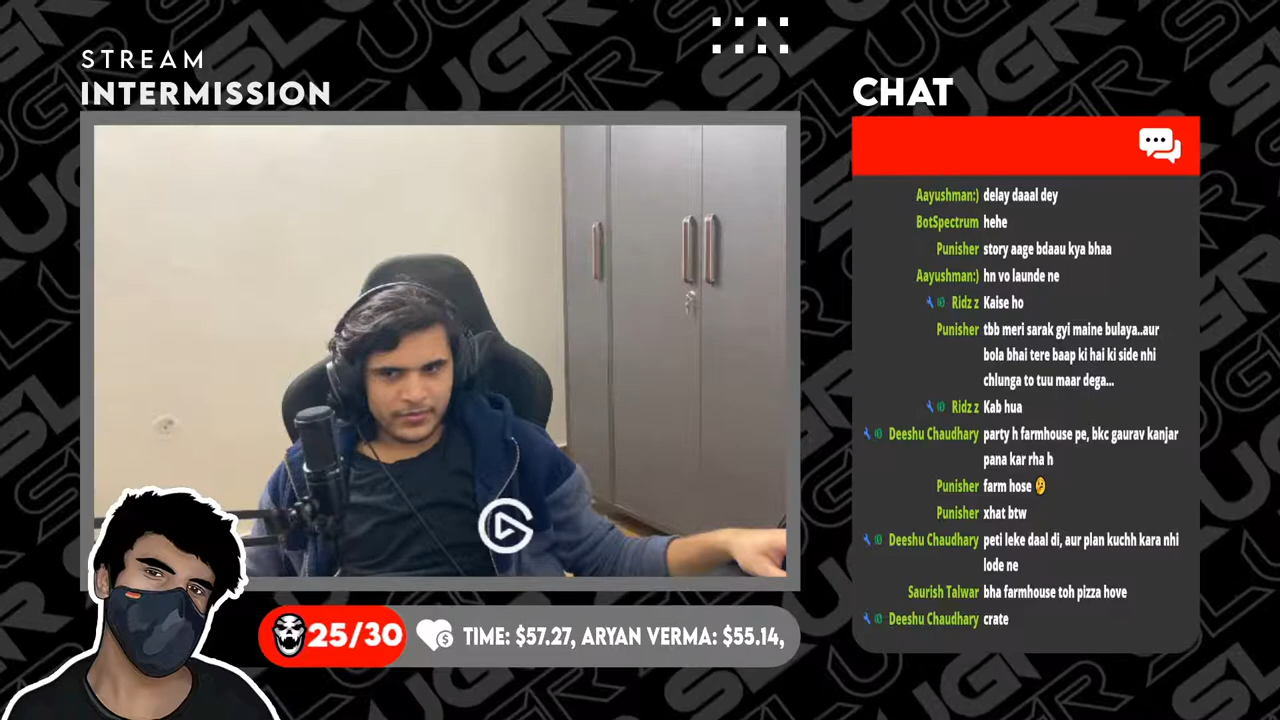 STREAM
INTERMISSION
CHAT
Aayushman:) delay daaal dey
BotSpectrum hehe
Punisher story aage bdaau kya bhaa
Aayushman:) hn vo launde ne
Ridz z Kaise ho
Punisher tbb meri sarak gyi maine bulaya..aur
bola bhai tere baap ki hai ki side nhi
chlunga to tuu maar dega...
Ridz z Kab hua
Deeshu Chaudhary party h farmhouse pe, bkc gaurav kanjar
pana kar rha h
Punisher farm hose 🤔
Punisher xhat btw
Deeshu Chaudhary peti leke daal di, aur plan kuchh kara nhi
lode ne
Saurish Talwar bha farmhouse toh pizza hove
Deeshu Chaudhary crate
25/30
TIME: $57.27, ARYAN VERMA: $55.14,